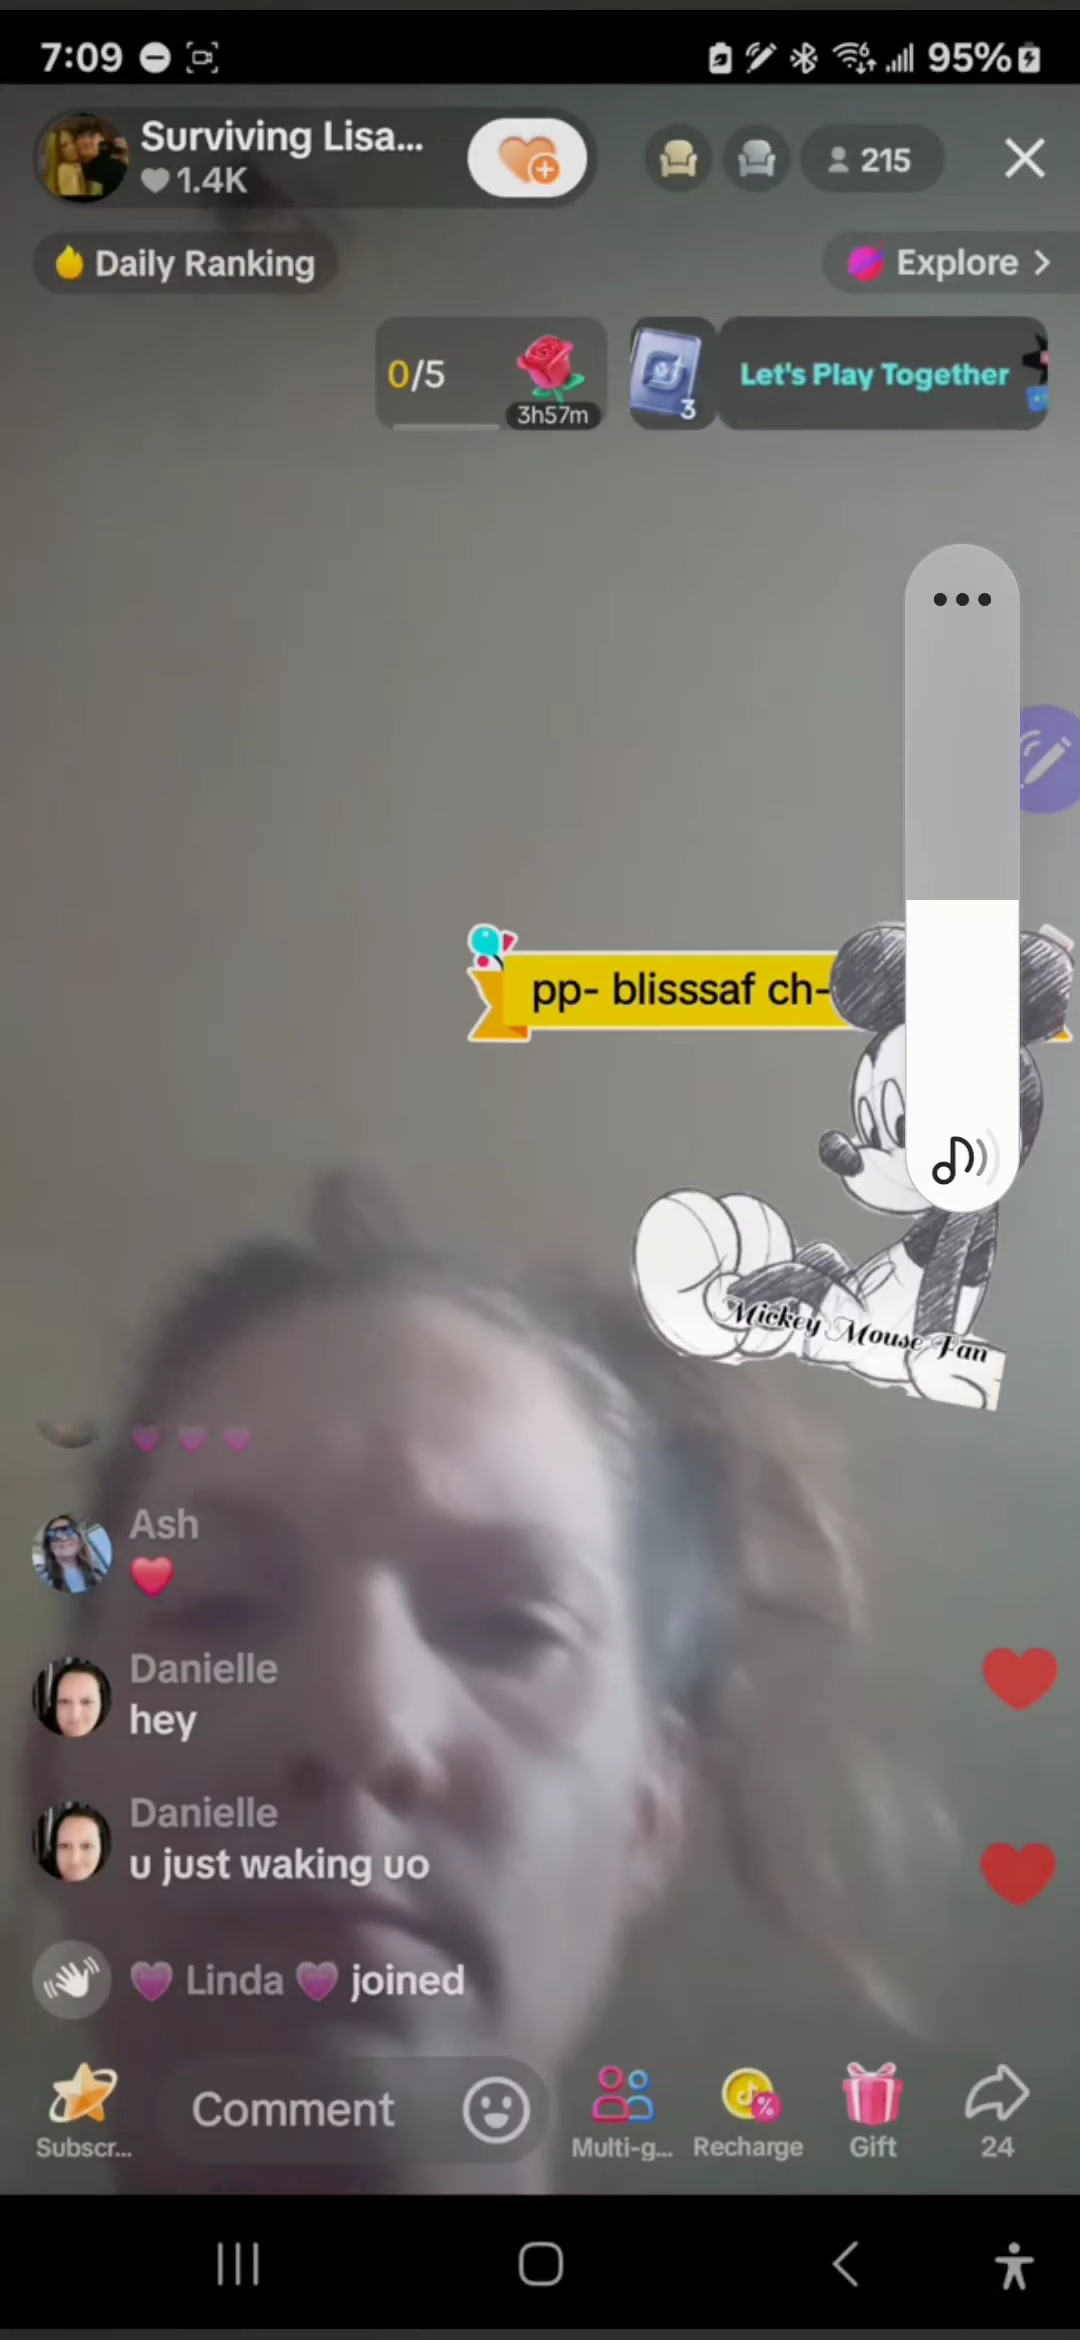 7:09
95%
Surviving Lisa...
1.4K
215
Daily Ranking
Explore
0/5
3h57m
3
Let's Play Together
pp- blisssaf ch-
Mickey Mouse Fan
Ash
Danielle
hey
Danielle
u just waking uo
Linda joined
Subscr...
Comment
Multi-g...
Recharge
Gift
24